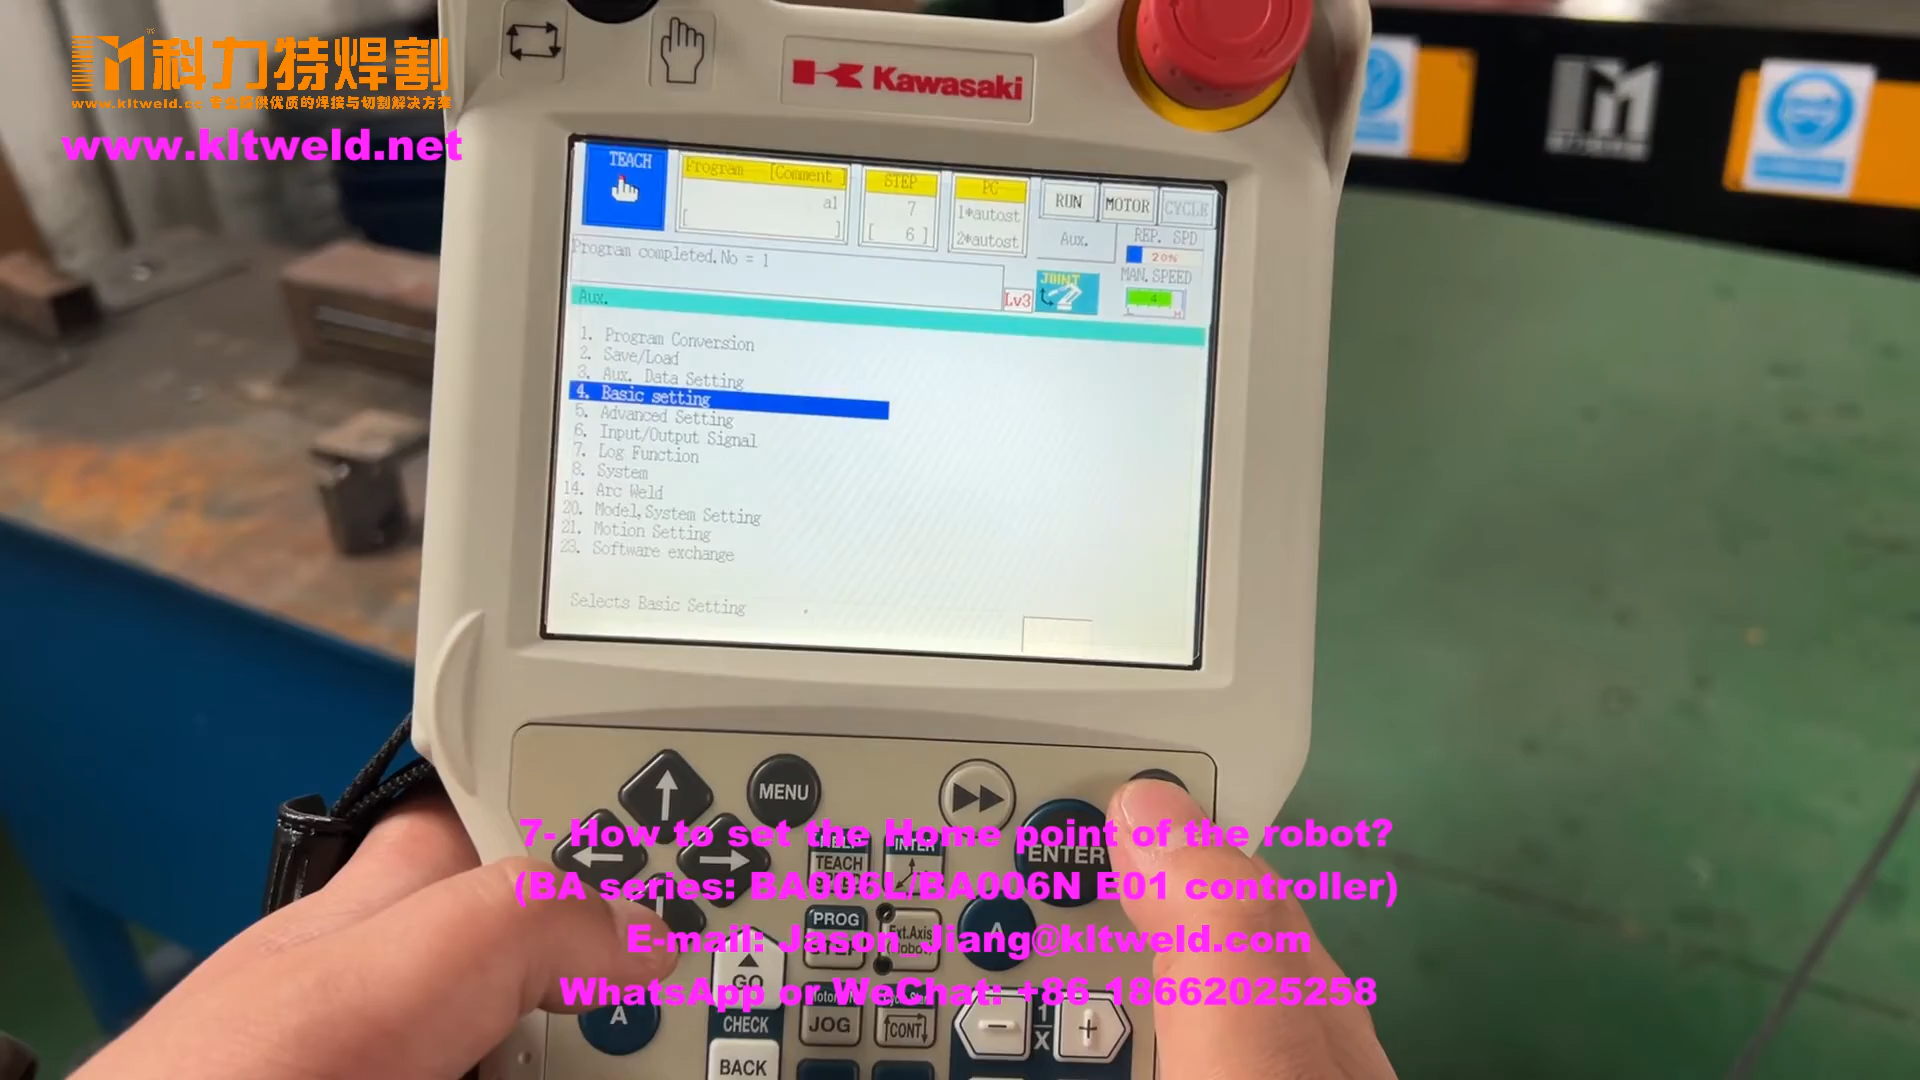 科力特焊割
www.kltweld.cc 专业提供优质的焊接与切割解决方案
www.kltweld.net
Kawasaki
TEACH
Program [Comment ]
al
[ ]
STEP
7
[ 6 ]
PC
1*autost
2*autost
RUN
MOTOR
CYCLE
Aux.
REP. SPD
20%
Program completed.No = 1
Lv3
JOINT
MAN.SPEED
4
L H
Aux.
1. Program Conversion
2. Save/Load
3. Aux. Data Setting
4. Basic setting
5. Advanced Setting
6. Input/Output Signal
7. Log Function
8. System
14. Arc Weld
20. Model,System Setting
21. Motion Setting
23. Software exchange
Selects Basic Setting
MENU
ENTER
HELP
TEACH
INTER
7- How to set the Home point of the robot?
(BA series: BA006L/BA006N E01 controller)
E-mail: Jason Jiang@kltweld.com
WhatsApp or WeChat: +86 18662025258
PROG
Ext.Axis
A
A
GO
CHECK
BACK
JOG
CONT
-
1
X
+